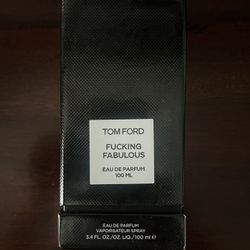 TOM FORD
FUCKING
FABULOUS
EAU DE PARFUM
100 ML
EAU DE PARFUM
VAPORISATEUR SPRAY
3.4 FL. OZ./OZ. LIQ./100 ml ℮